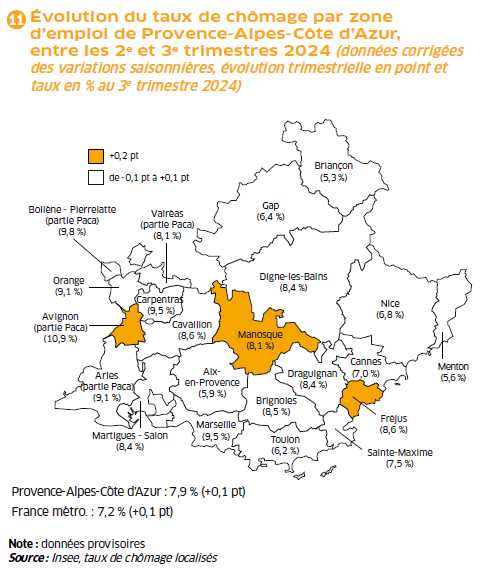 11 Évolution du taux de chômage par zone
d'emploi de Provence-Alpes-Côte d'Azur,
entre les 2e et 3e trimestres 2024 (données corrigées
des variations saisonnières, évolution trimestrielle en point et
taux en % au 3e trimestre 2024)
+0,2 pt
de -0,1 pt à +0,1 pt
Briançon
(5,3 %)
Gap
(6,4 %)
Bollène - Pierrelatte
(partie Paca)
(9,8 %)
Valréas
(partie Paca)
(8,1 %)
Digne-les-Bains
(8,4 %)
Orange
(9,1 %)
Carpentras
(9,5 %)
Nice
(6,8 %)
Avignon
(partie Paca)
(10,9 %)
Cavaillon
(8,6 %)
Manosque
(8,1 %)
Menton
(5,6 %)
Cannes
(7,0 %)
Arles
(partie Paca)
(9,1 %)
Aix-
en-Provence
(5,9 %)
Draguignan
(8,4 %)
Brignoles
(8,5 %)
Fréjus
(8,6 %)
Martigues - Salon
(8,4 %)
Marseille
(9,5 %)
Toulon
(6,2 %)
Sainte-Maxime
(7,5 %)
Provence-Alpes-Côte d'Azur : 7,9 % (+0,1 pt)
France métro. : 7,2 % (+0,1 pt)
Note : données provisoires
Source : Insee, taux de chômage localisés